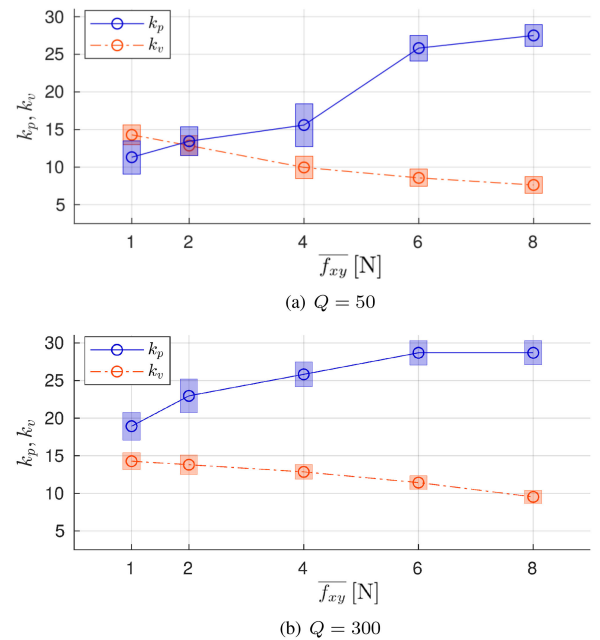 30
25
20
15
10
5
k_p, k_v
k_p
k_v
1 2 4 6 8
\overline{f_{xy}} [N]
(a) Q = 50
30
25
20
15
10
5
k_p, k_v
k_p
k_v
1 2 4 6 8
\overline{f_{xy}} [N]
(b) Q = 300